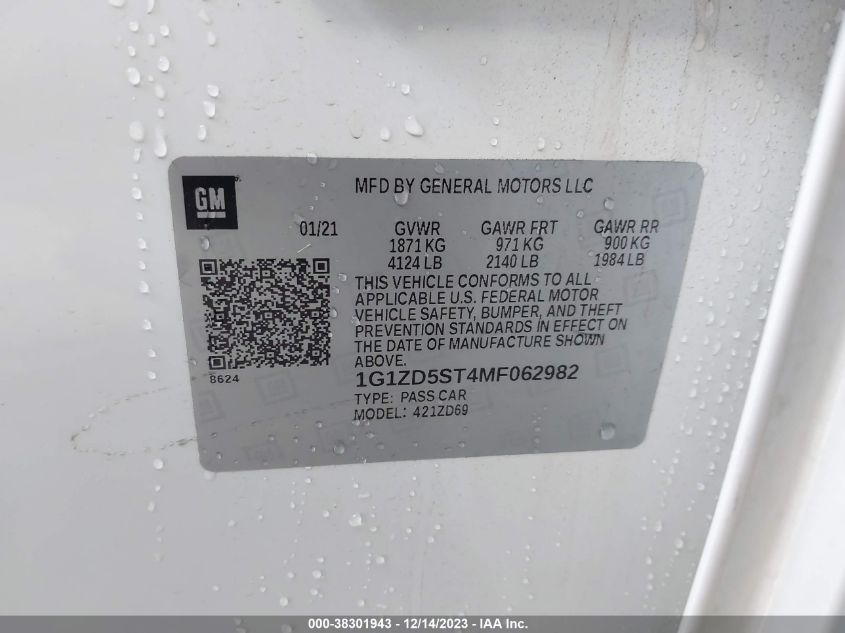 GM
MFD BY GENERAL MOTORS LLC
01/21 GVWR GAWR FRT GAWR RR
1871 KG 971 KG 900 KG
4124 LB 2140 LB 1984 LB
THIS VEHICLE CONFORMS TO ALL
APPLICABLE U.S. FEDERAL MOTOR
VEHICLE SAFETY, BUMPER, AND THEFT
PREVENTION STANDARDS IN EFFECT ON
THE DATE OF MANUFACTURE SHOWN
ABOVE.
8624
1G1ZD5ST4MF062982
TYPE: PASS CAR
MODEL: 421ZD69
000-38301943 - 12/14/2023 - IAA Inc.